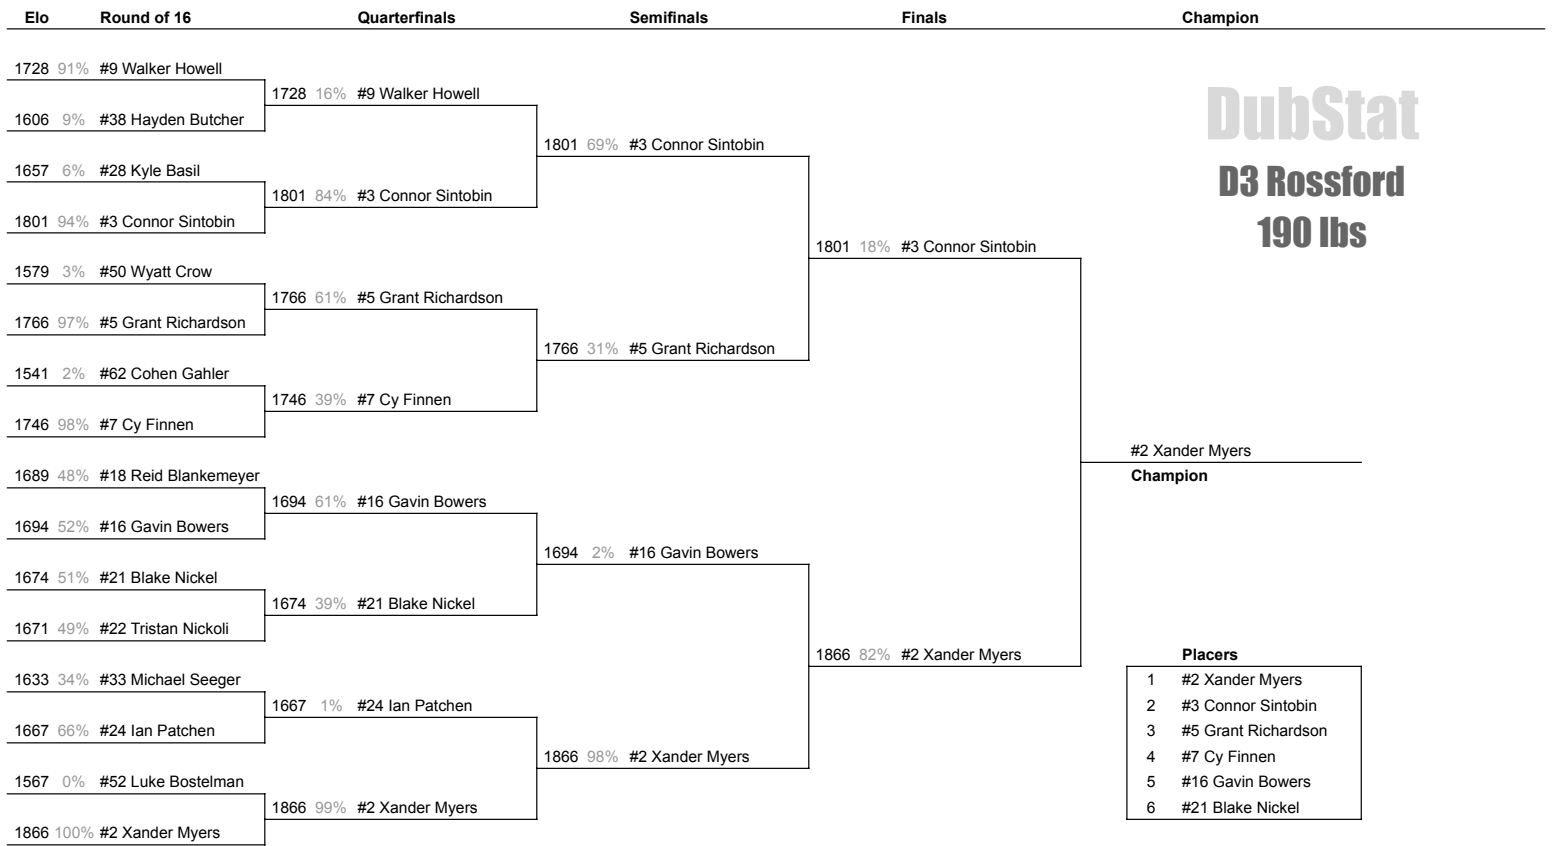 Elo Round of 16 Quarterfinals Semifinals Finals Champion
1728 91% #9 Walker Howell
1728 16% #9 Walker Howell
1606 9% #38 Hayden Butcher
1801 69% #3 Connor Sintobin
1657 6% #28 Kyle Basil
1801 84% #3 Connor Sintobin
1801 94% #3 Connor Sintobin
1801 18% #3 Connor Sintobin
1579 3% #50 Wyatt Crow
1766 61% #5 Grant Richardson
1766 97% #5 Grant Richardson
1766 31% #5 Grant Richardson
1541 2% #62 Cohen Gahler
1746 39% #7 Cy Finnen
1746 98% #7 Cy Finnen
#2 Xander Myers
Champion
1689 48% #18 Reid Blankemeyer
1694 61% #16 Gavin Bowers
1694 52% #16 Gavin Bowers
1694 2% #16 Gavin Bowers
1674 51% #21 Blake Nickel
1674 39% #21 Blake Nickel
1671 49% #22 Tristan Nickoli
1866 82% #2 Xander Myers
1633 34% #33 Michael Seeger
1667 1% #24 Ian Patchen
1667 66% #24 Ian Patchen
1866 98% #2 Xander Myers
1567 0% #52 Luke Bostelman
1866 99% #2 Xander Myers
1866 100% #2 Xander Myers
DubStat
D3 Rossford
190 lbs
Placers
1 #2 Xander Myers
2 #3 Connor Sintobin
3 #5 Grant Richardson
4 #7 Cy Finnen
5 #16 Gavin Bowers
6 #21 Blake Nickel